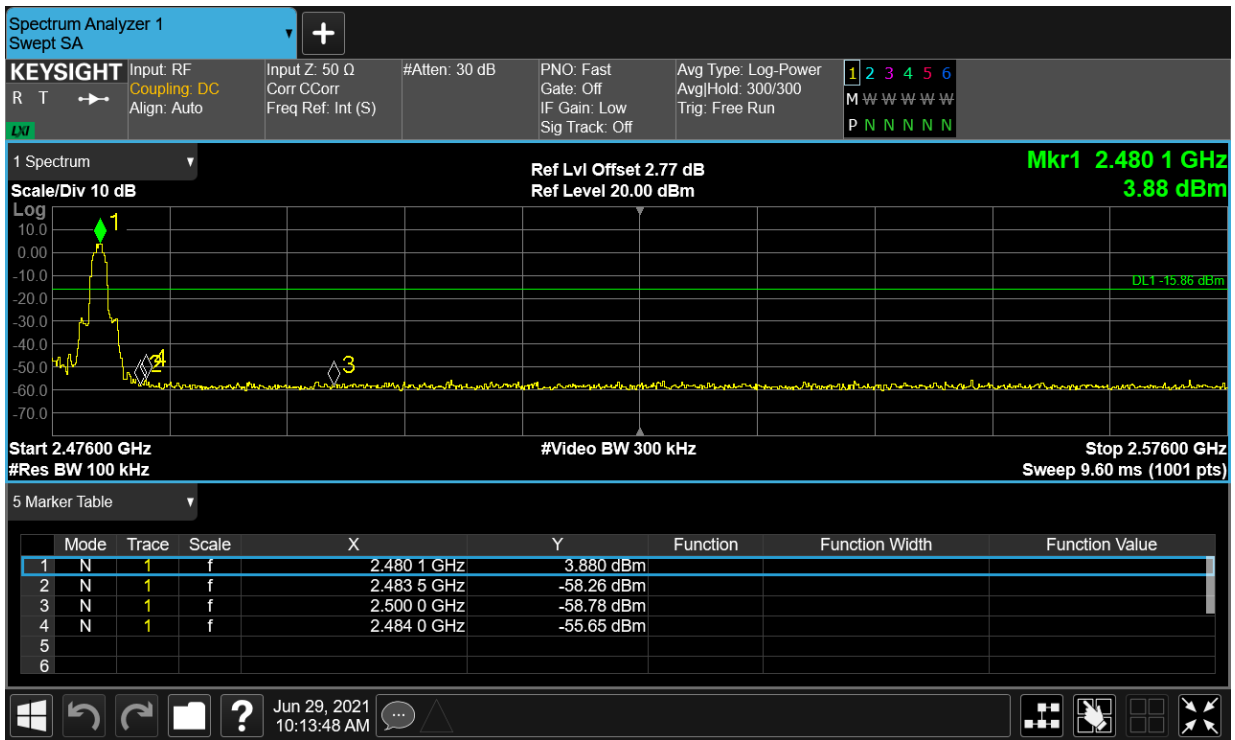 Spectrum Analyzer 1
Swept SA
KEYSIGHT Input: RF Input Z: 50 Ω #Atten: 30 dB PNO: Fast Avg Type: Log-Power 1 2 3 4 5 6
R T Coupling: DC Corr CCorr Gate: Off Avg|Hold: 300/300 M W W W W W
Align: Auto Freq Ref: Int (S) IF Gain: Low Trig: Free Run
LXI Sig Track: Off P N N N N N
1 Spectrum Ref Lvl Offset 2.77 dB Mkr1 2.480 1 GHz
Scale/Div 10 dB Ref Level 20.00 dBm 3.88 dBm
Log
1
10.0
0.00
-10.0
DL1 -15.86 dBm
-20.0
-30.0
-40.0
2 4 3
-50.0
-60.0
-70.0
Start 2.47600 GHz #Video BW 300 kHz Stop 2.57600 GHz
#Res BW 100 kHz Sweep 9.60 ms (1001 pts)
5 Marker Table
Mode Trace Scale X Y Function Function Width Function Value
1 N 1 f 2.480 1 GHz 3.880 dBm
2 N 1 f 2.483 5 GHz -58.26 dBm
3 N 1 f 2.500 0 GHz -58.78 dBm
4 N 1 f 2.484 0 GHz -55.65 dBm
5
6
? Jun 29, 2021
10:13:48 AM